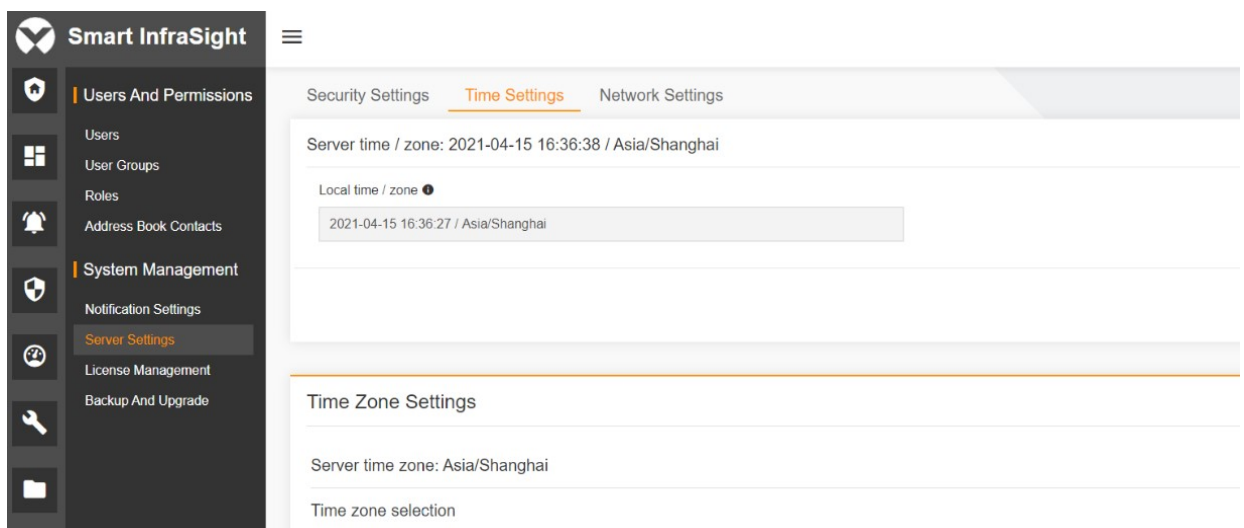 Smart InfraSight
Users And Permissions
Users
User Groups
Roles
Address Book Contacts
System Management
Notification Settings
Server Settings
License Management
Backup And Upgrade
Security Settings Time Settings Network Settings
Server time / zone: 2021-04-15 16:36:38 / Asia/Shanghai
Local time / zone
2021-04-15 16:36:27 / Asia/Shanghai
Time Zone Settings
Server time zone: Asia/Shanghai
Time zone selection